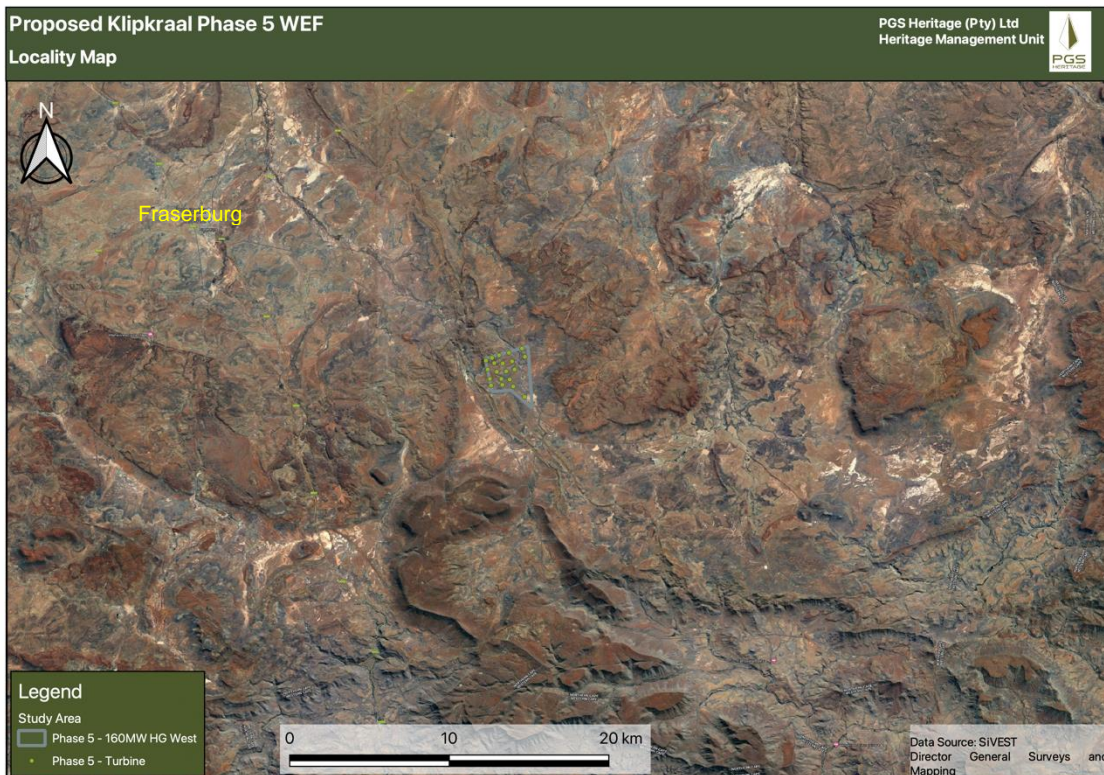 Proposed Klipkraal Phase 5 WEF
Locality Map
PGS Heritage (Pty) Ltd
Heritage Management Unit
PGS
HERITAGE
N
Fraserburg
Legend
Study Area
Phase 5 - 160MW HG West
Phase 5 - Turbine
0 10 20 km
Data Source: SiVEST
Director General Surveys and
Mapping